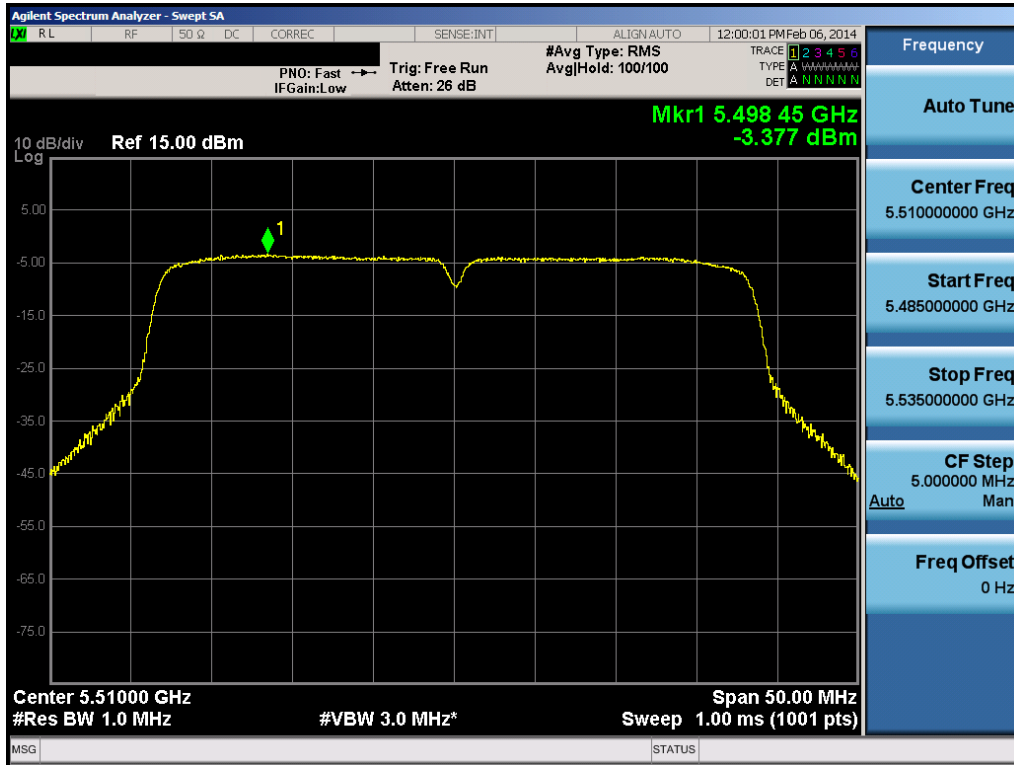 Agilent Spectrum Analyzer - Swept SA
LXI RL RF 50 Ω DC CORREC SENSE:INT ALIGN AUTO 12:00:01 PM Feb 06, 2014
PNO: Fast Trig: Free Run #Avg Type: RMS TRACE 1 2 3 4 5 6
IFGain:Low Atten: 26 dB Avg|Hold: 100/100 TYPE A WWWWW
DET A N N N N N
Mkr1 5.498 45 GHz
-3.377 dBm
10 dB/div Ref 15.00 dBm
Log
1
5.00
-5.00
-15.0
-25.0
-35.0
-45.0
-55.0
-65.0
-75.0
Center 5.51000 GHz Span 50.00 MHz
#Res BW 1.0 MHz #VBW 3.0 MHz* Sweep 1.00 ms (1001 pts)
MSG STATUS
Frequency
Auto Tune
Center Freq
5.510000000 GHz
Start Freq
5.485000000 GHz
Stop Freq
5.535000000 GHz
CF Step
5.000000 MHz
Auto Man
Freq Offset
0 Hz